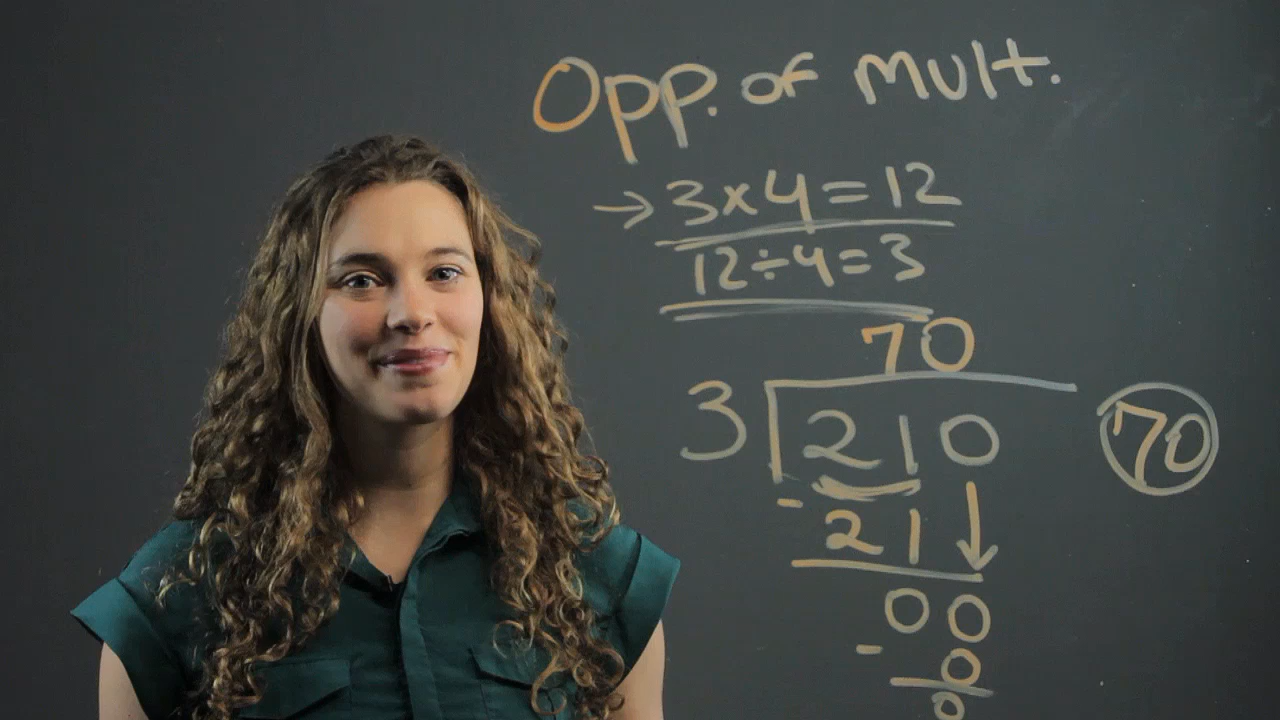 Opp. of Mult.
→ 3x4=12
12÷4=3
70
3 210 70
- 21
00
- 0
0